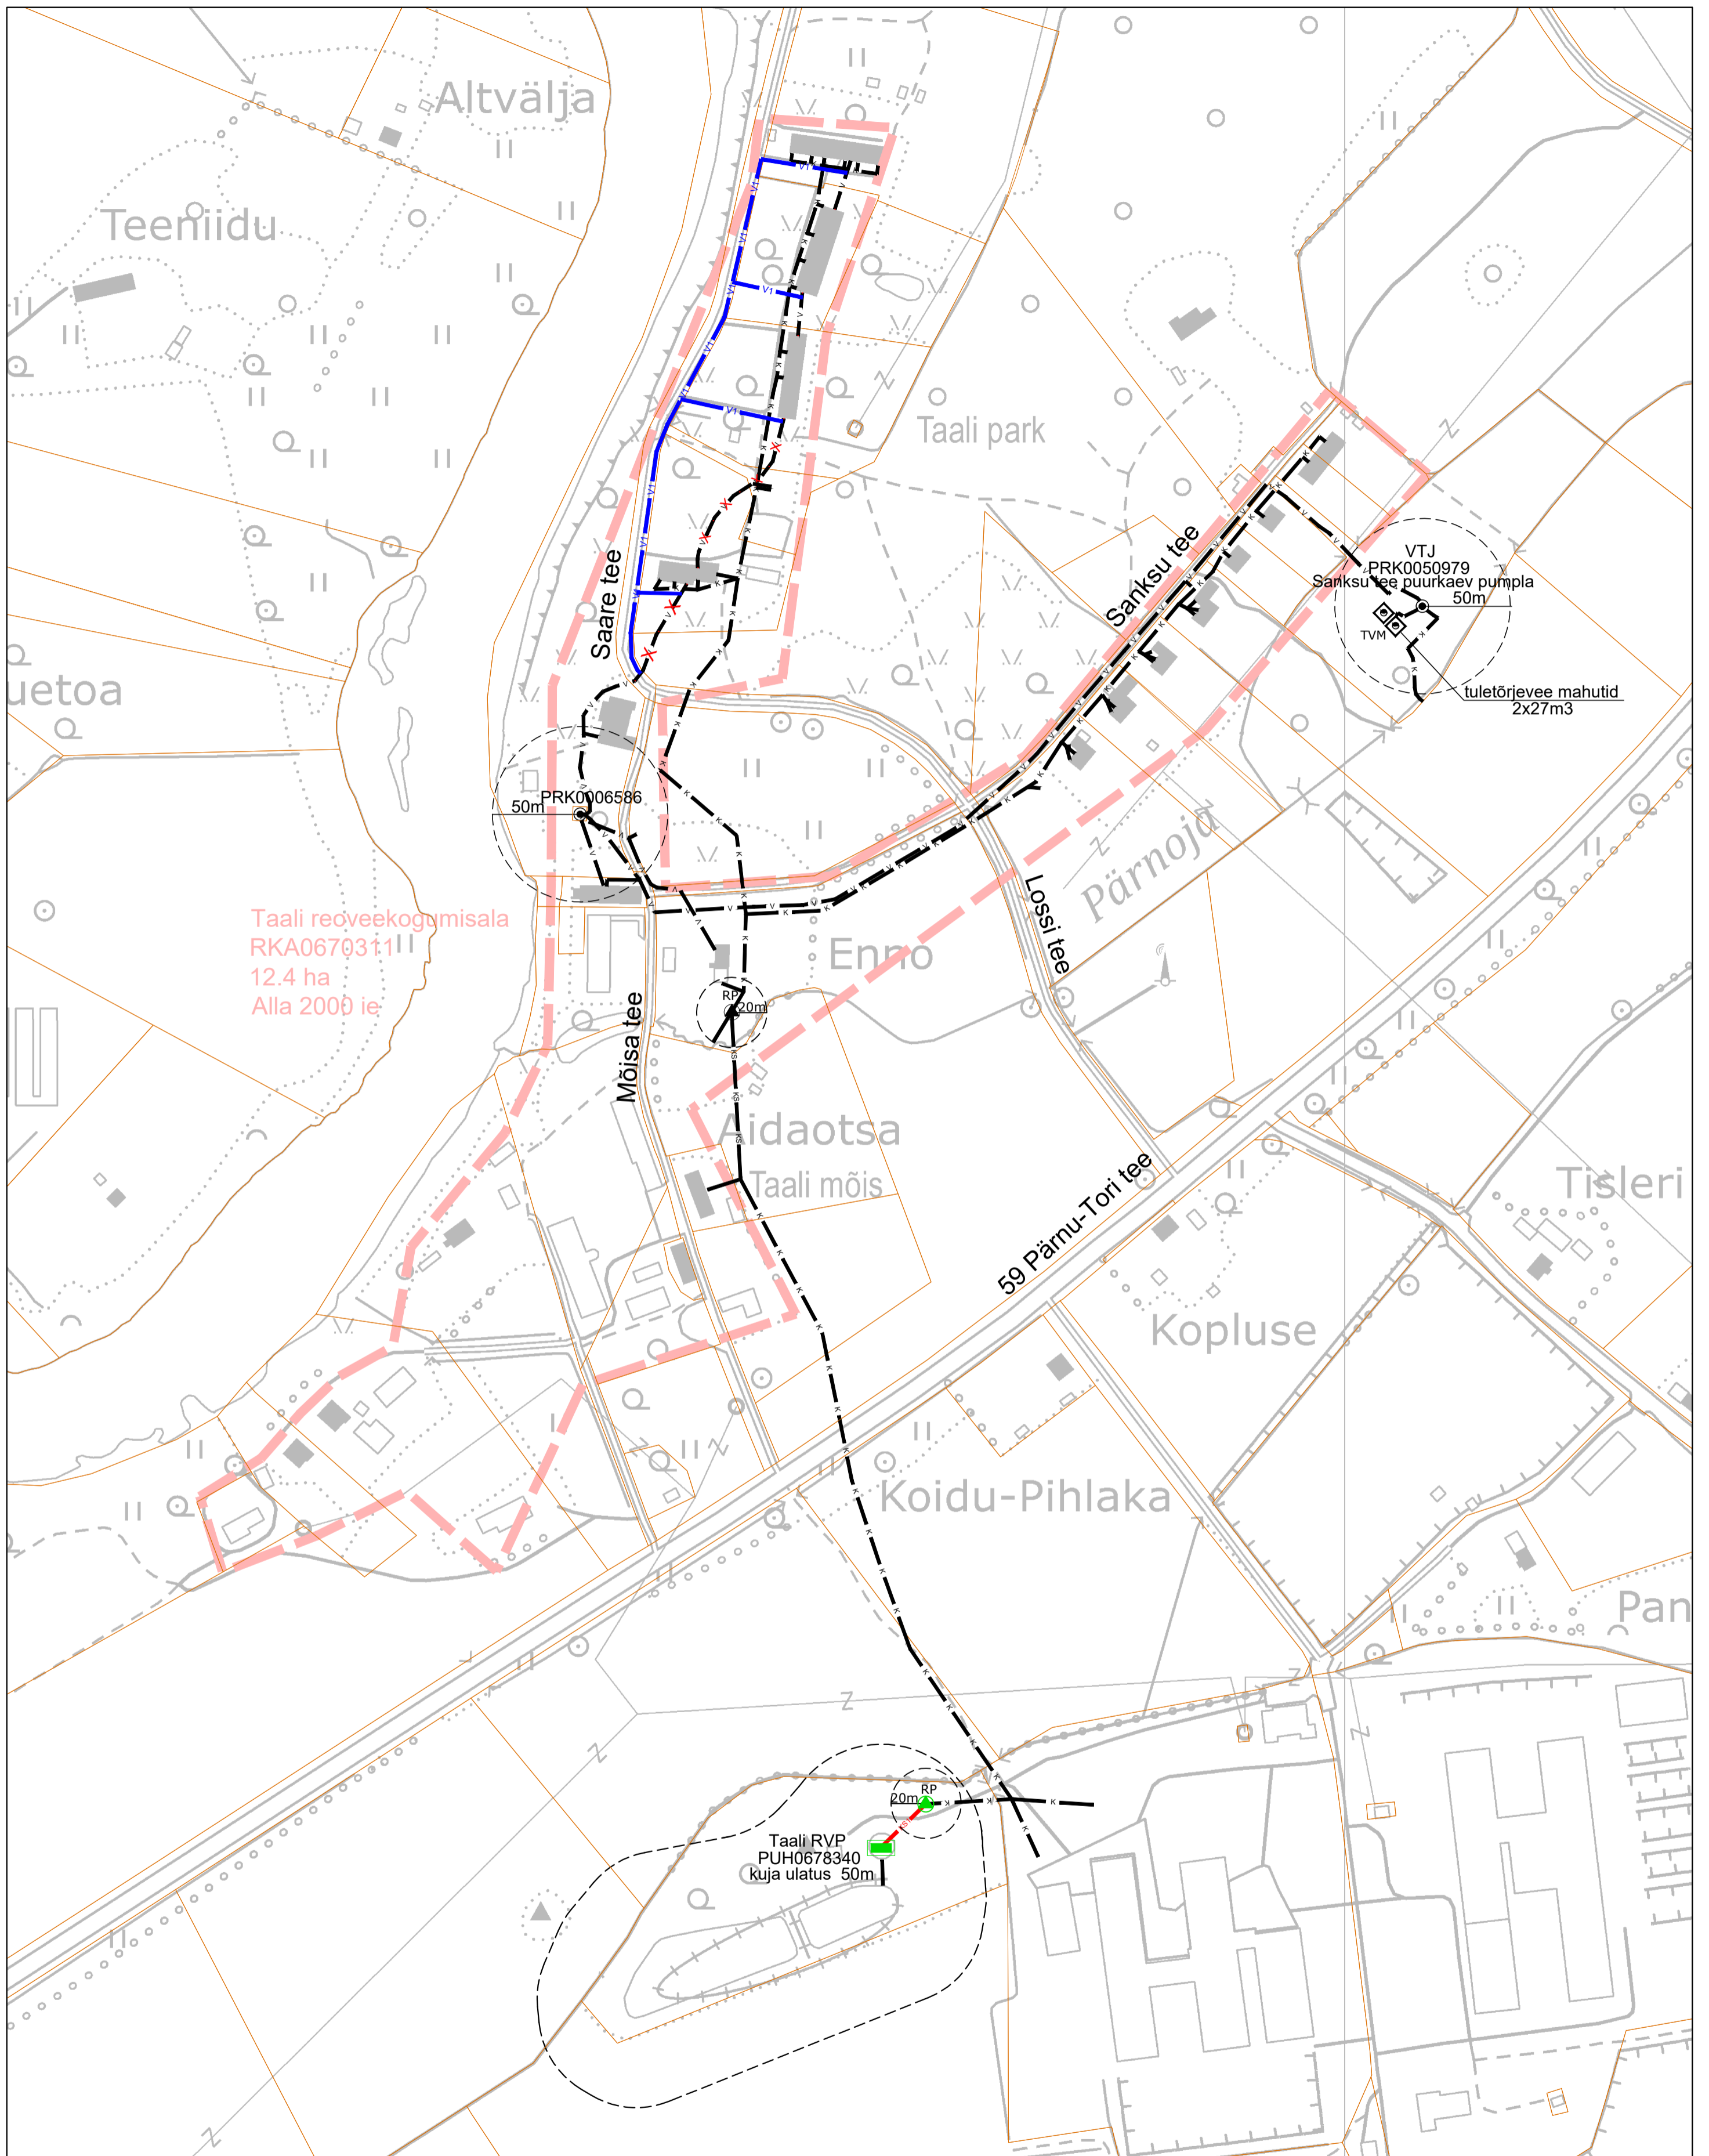 Altvälja
Teeniidu
Taali park
VTJ
PRK0050979
Sanksu tee puurkaev pumpla
50m
TVM
tuletõrjevee mahutid
2x27m3
Sanksu tee
Saare tee
uetoa
PRK0006586
50m
Pärnoja
Lossi tee
Taali reoveekogumisala
RKA0670311
12.4 ha
Alla 2000 ie
Enno
RP
20m
Mõisa tee
Aidaotsa
Taali mõis
59 Pärnu-Tori tee
Tisleri
Kopluse
Koidu-Pihlaka
Pan
RP
20m
Taali RVP
PUH0678340
kuja ulatus 50m